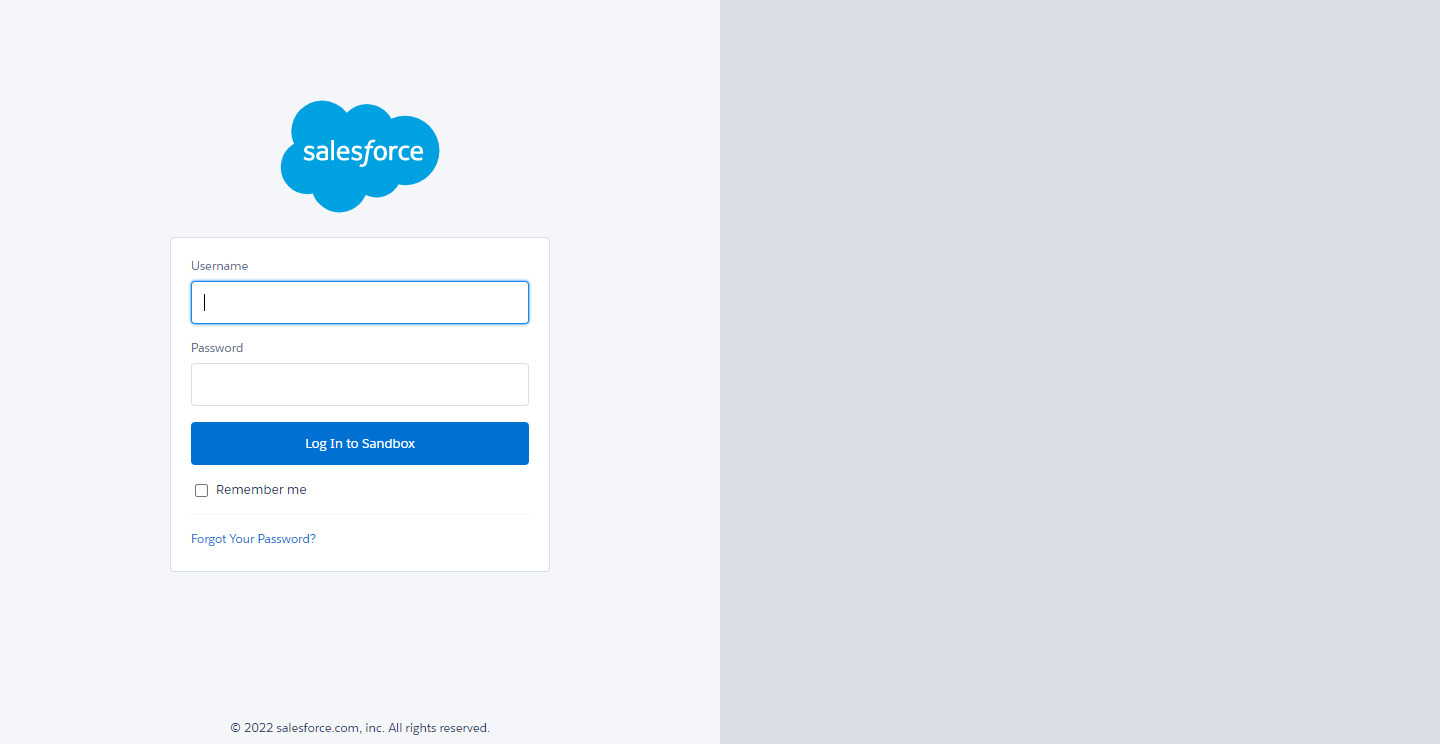 salesforce
Username
Password
Log In to Sandbox
Remember me
Forgot Your Password?
© 2022 salesforce.com, inc. All rights reserved.